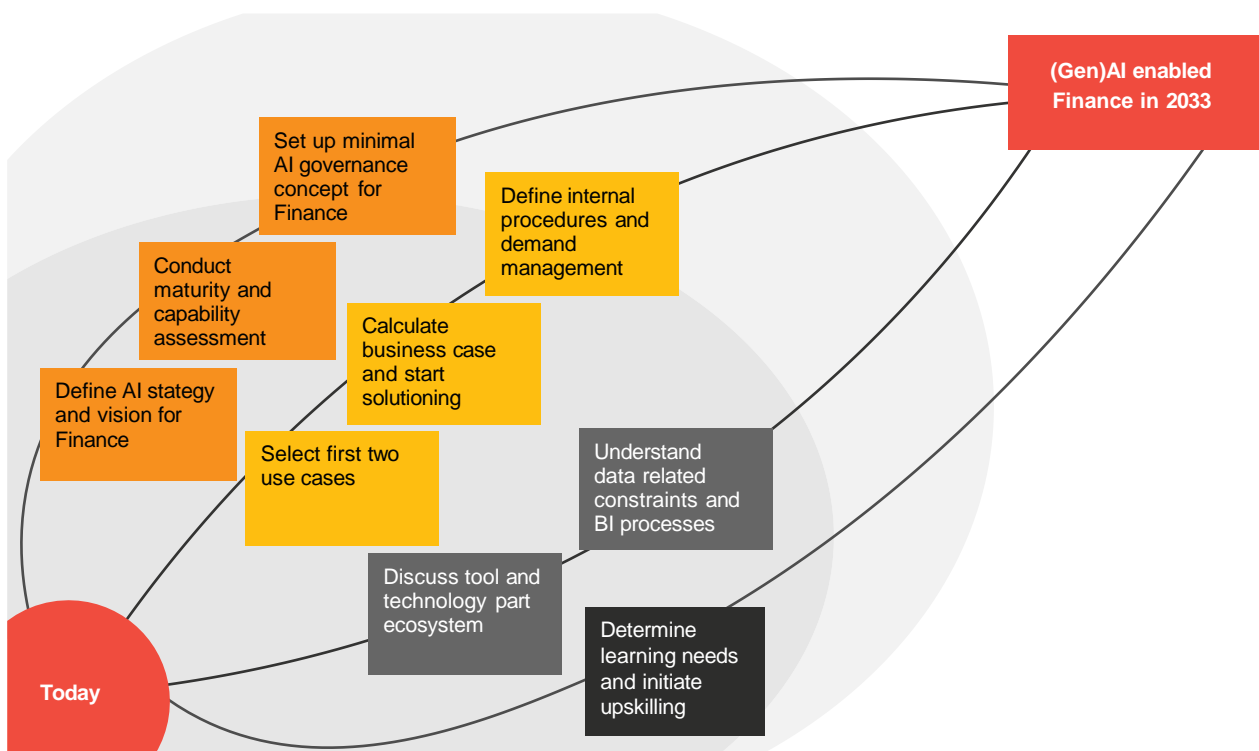 (Gen)AI enabled
Finance in 2033
Set up minimal
AI governance
concept for
Finance
Define internal
procedures and
demand
management
Conduct
maturity and
capability
assessment
Calculate
business case
and start
solutioning
Define AI stategy
and vision for
Finance
Select first two
use cases
Understand
data related
constraints and
BI processes
Discuss tool and
technology part
ecosystem
Determine
learning needs
and initiate
upskilling
Today